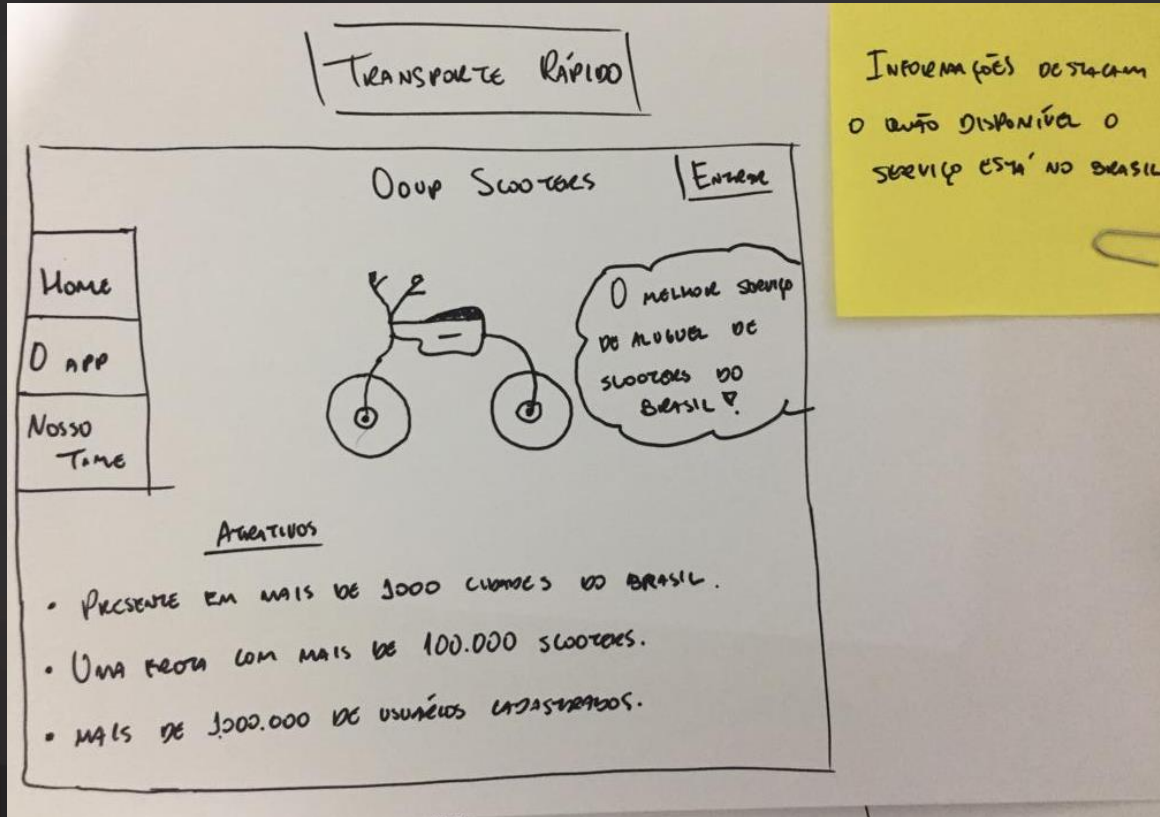 TRANSPORTE RÁPIDO
INFORMAÇÕES DESTACAM
O QUÃO DISPONÍVEL O
SERVIÇO ESTÁ NO BRASIL
OOUP SCOOTERS
ENTRAR
HOME
O APP
NOSSO
TIME
O MELHOR SERVIÇO
DE ALUGUEL DE
SCOOTERS DO
BRASIL!
ATRATIVOS
• PRESENTE EM MAIS DE 1000 CIDADES DO BRASIL.
• UMA FROTA COM MAIS DE 100.000 SCOOTERS.
• MAIS DE 1.000.000 DE USUÁRIOS CADASTRADOS.